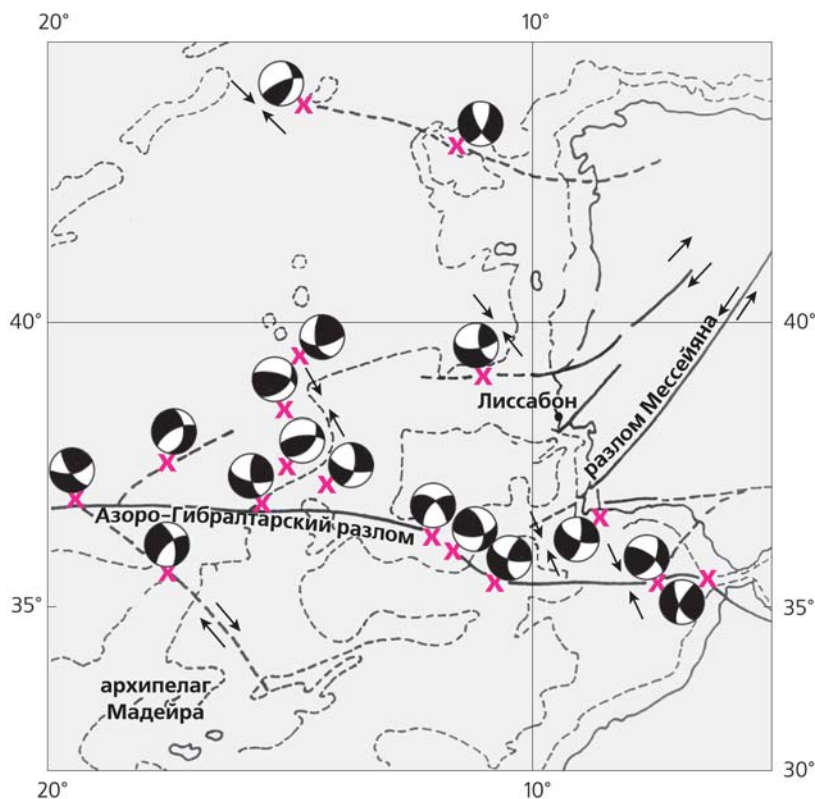 20°
10°
40°
40°
Лиссабон
разлом Мессейяна
Азоро-Гибралтарский разлом
35°
35°
архипелаг
Мадейра
30°
20°
10°